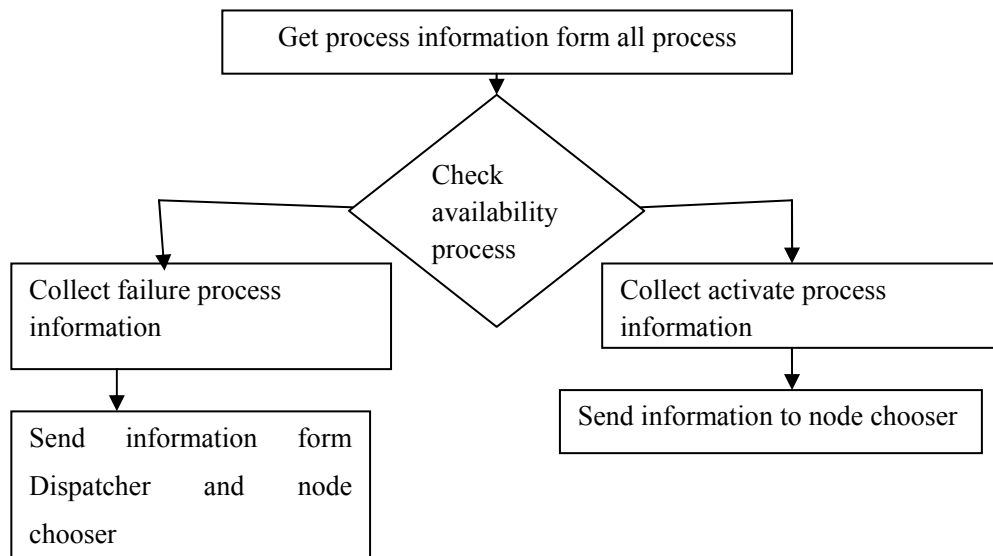 Get process information form all process
Check
availability
process
Collect failure process
information
Collect activate process
information
Send information form
Dispatcher and node
chooser
Send information to node chooser